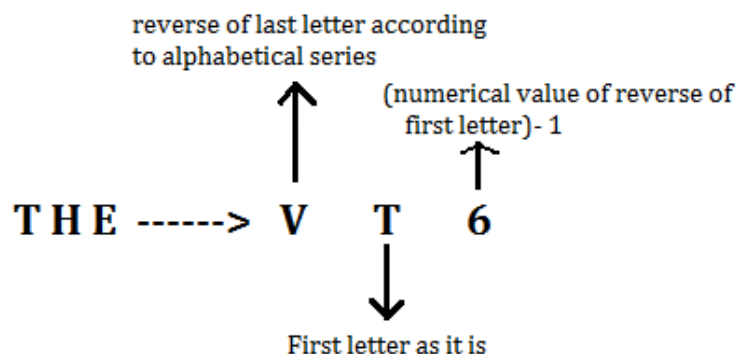 reverse of last letter according
to alphabetical series
(numerical value of reverse of
first letter)- 1
T H E ------> V T 6
First letter as it is